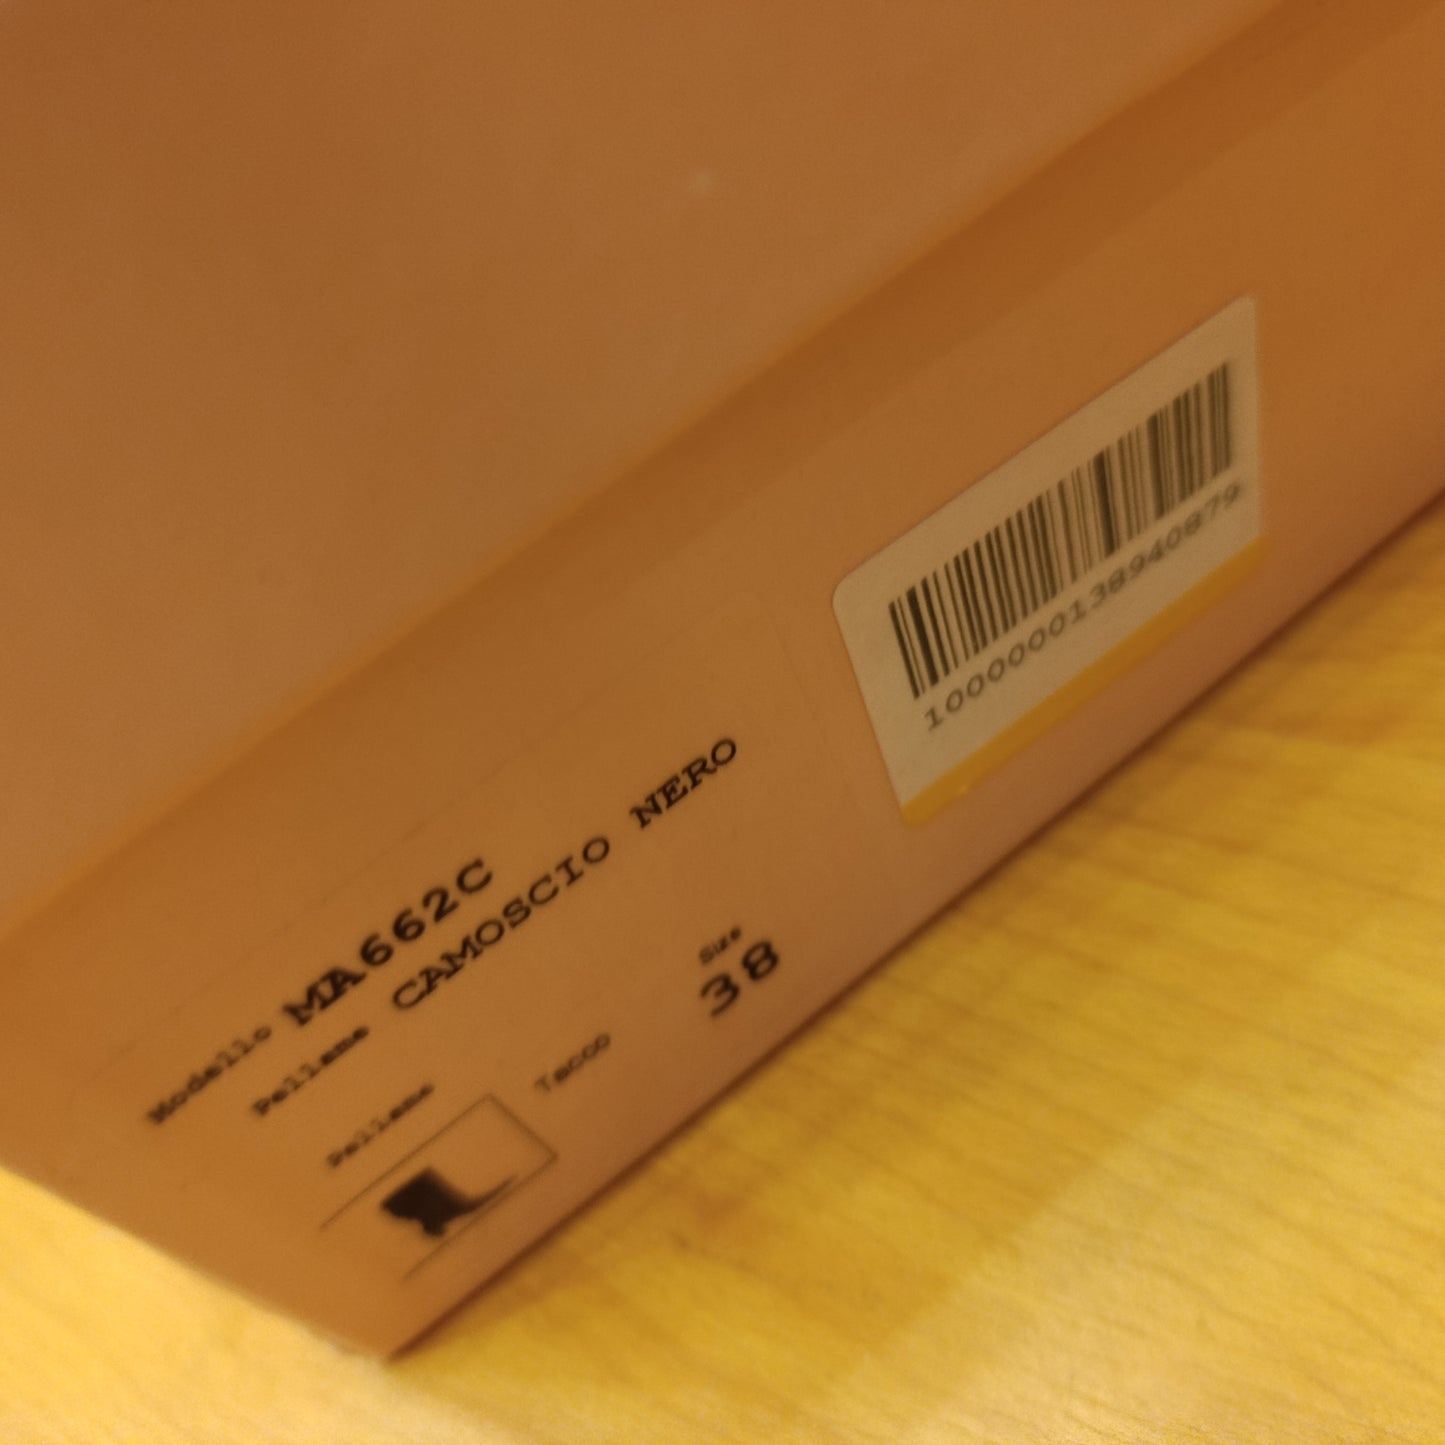 Modello MA662C
Pellame CAMOSCIO NERO
Pellame
Tacco
Size
38
1000000138940879